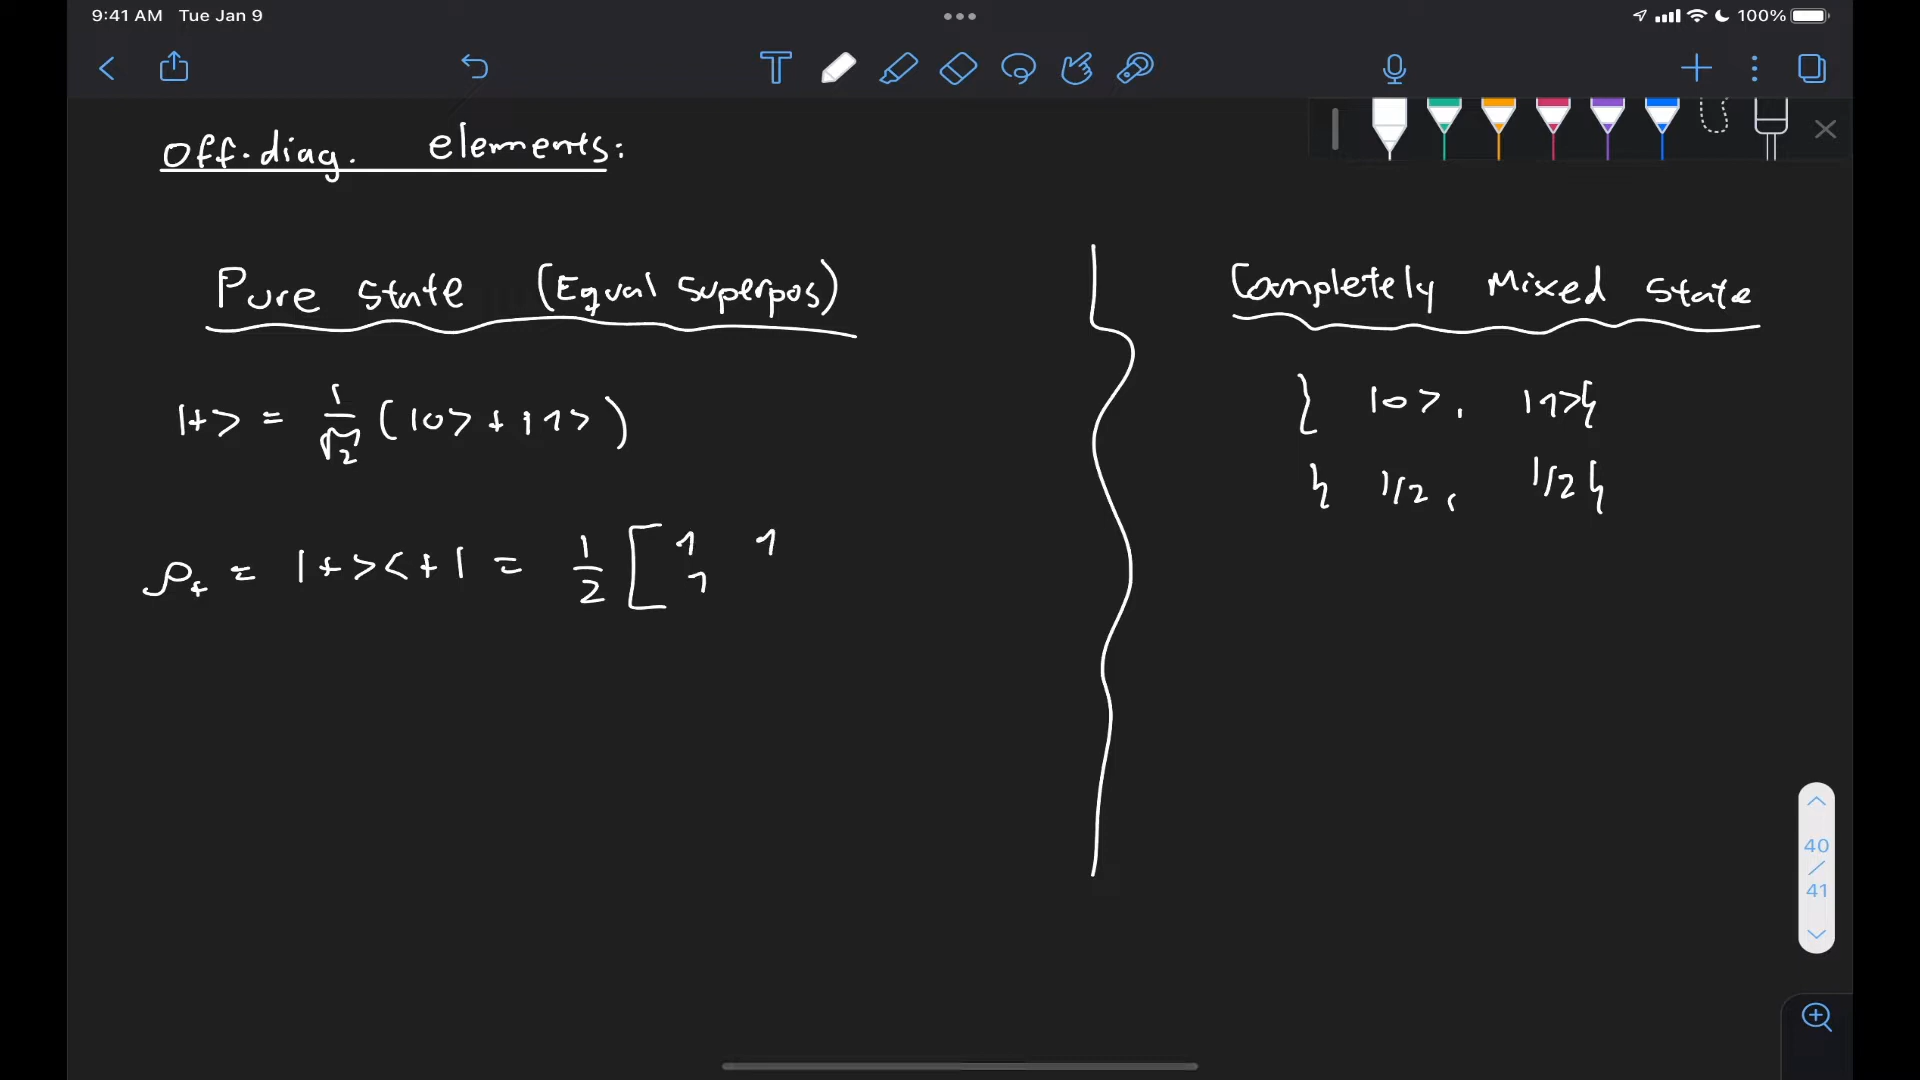 9:41 AM Tue Jan 9
100%
Off-diag. elements:
Pure state (Equal superpos)
|+> = 1/√2 (|0> + |1>)
ρ+ = |+><+| = 1/2 [ 1 1
1
Completely Mixed state
{ |0>, |1> }
{ 1/2, 1/2 }
40
/
41